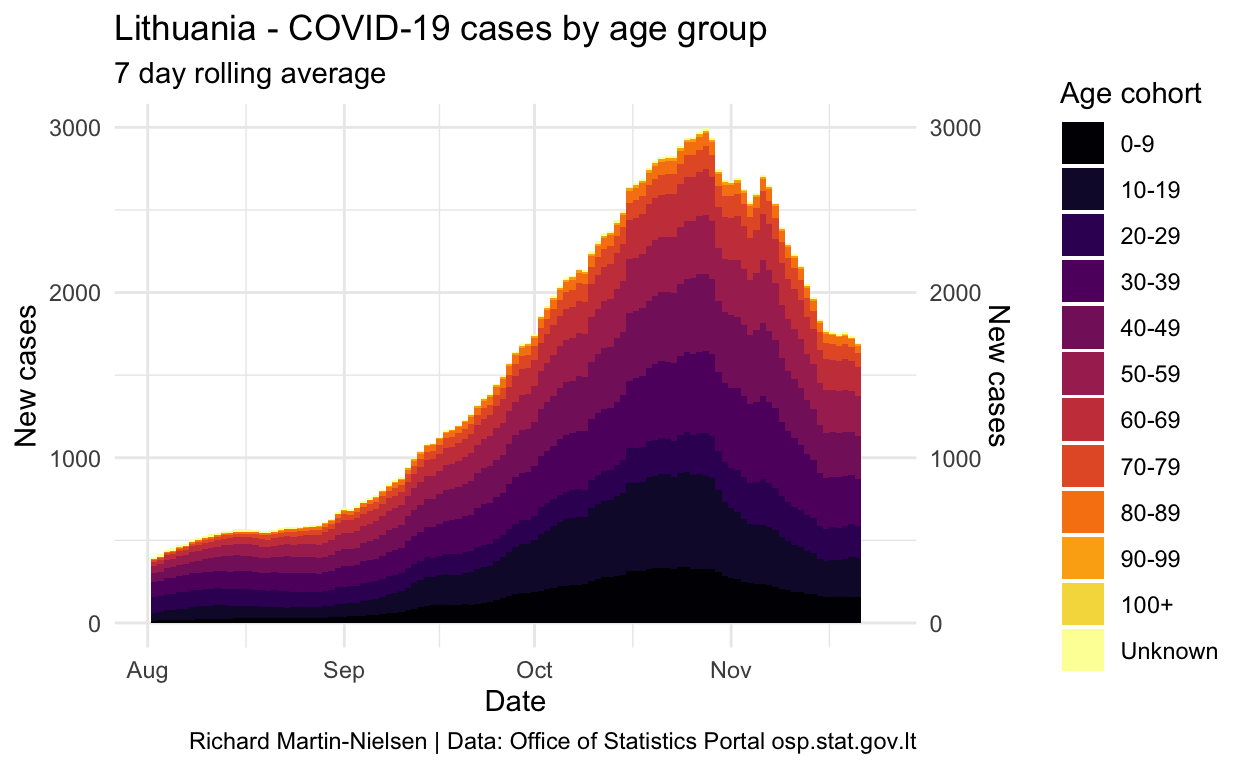 Lithuania - COVID-19 cases by age group
7 day rolling average
New cases
3000
2000
1000
0
3000
2000
1000
0
New cases
Aug
Sep
Oct
Nov
Date
Richard Martin-Nielsen | Data: Office of Statistics Portal osp.stat.gov.lt
Age cohort
0-9
10-19
20-29
30-39
40-49
50-59
60-69
70-79
80-89
90-99
100+
Unknown